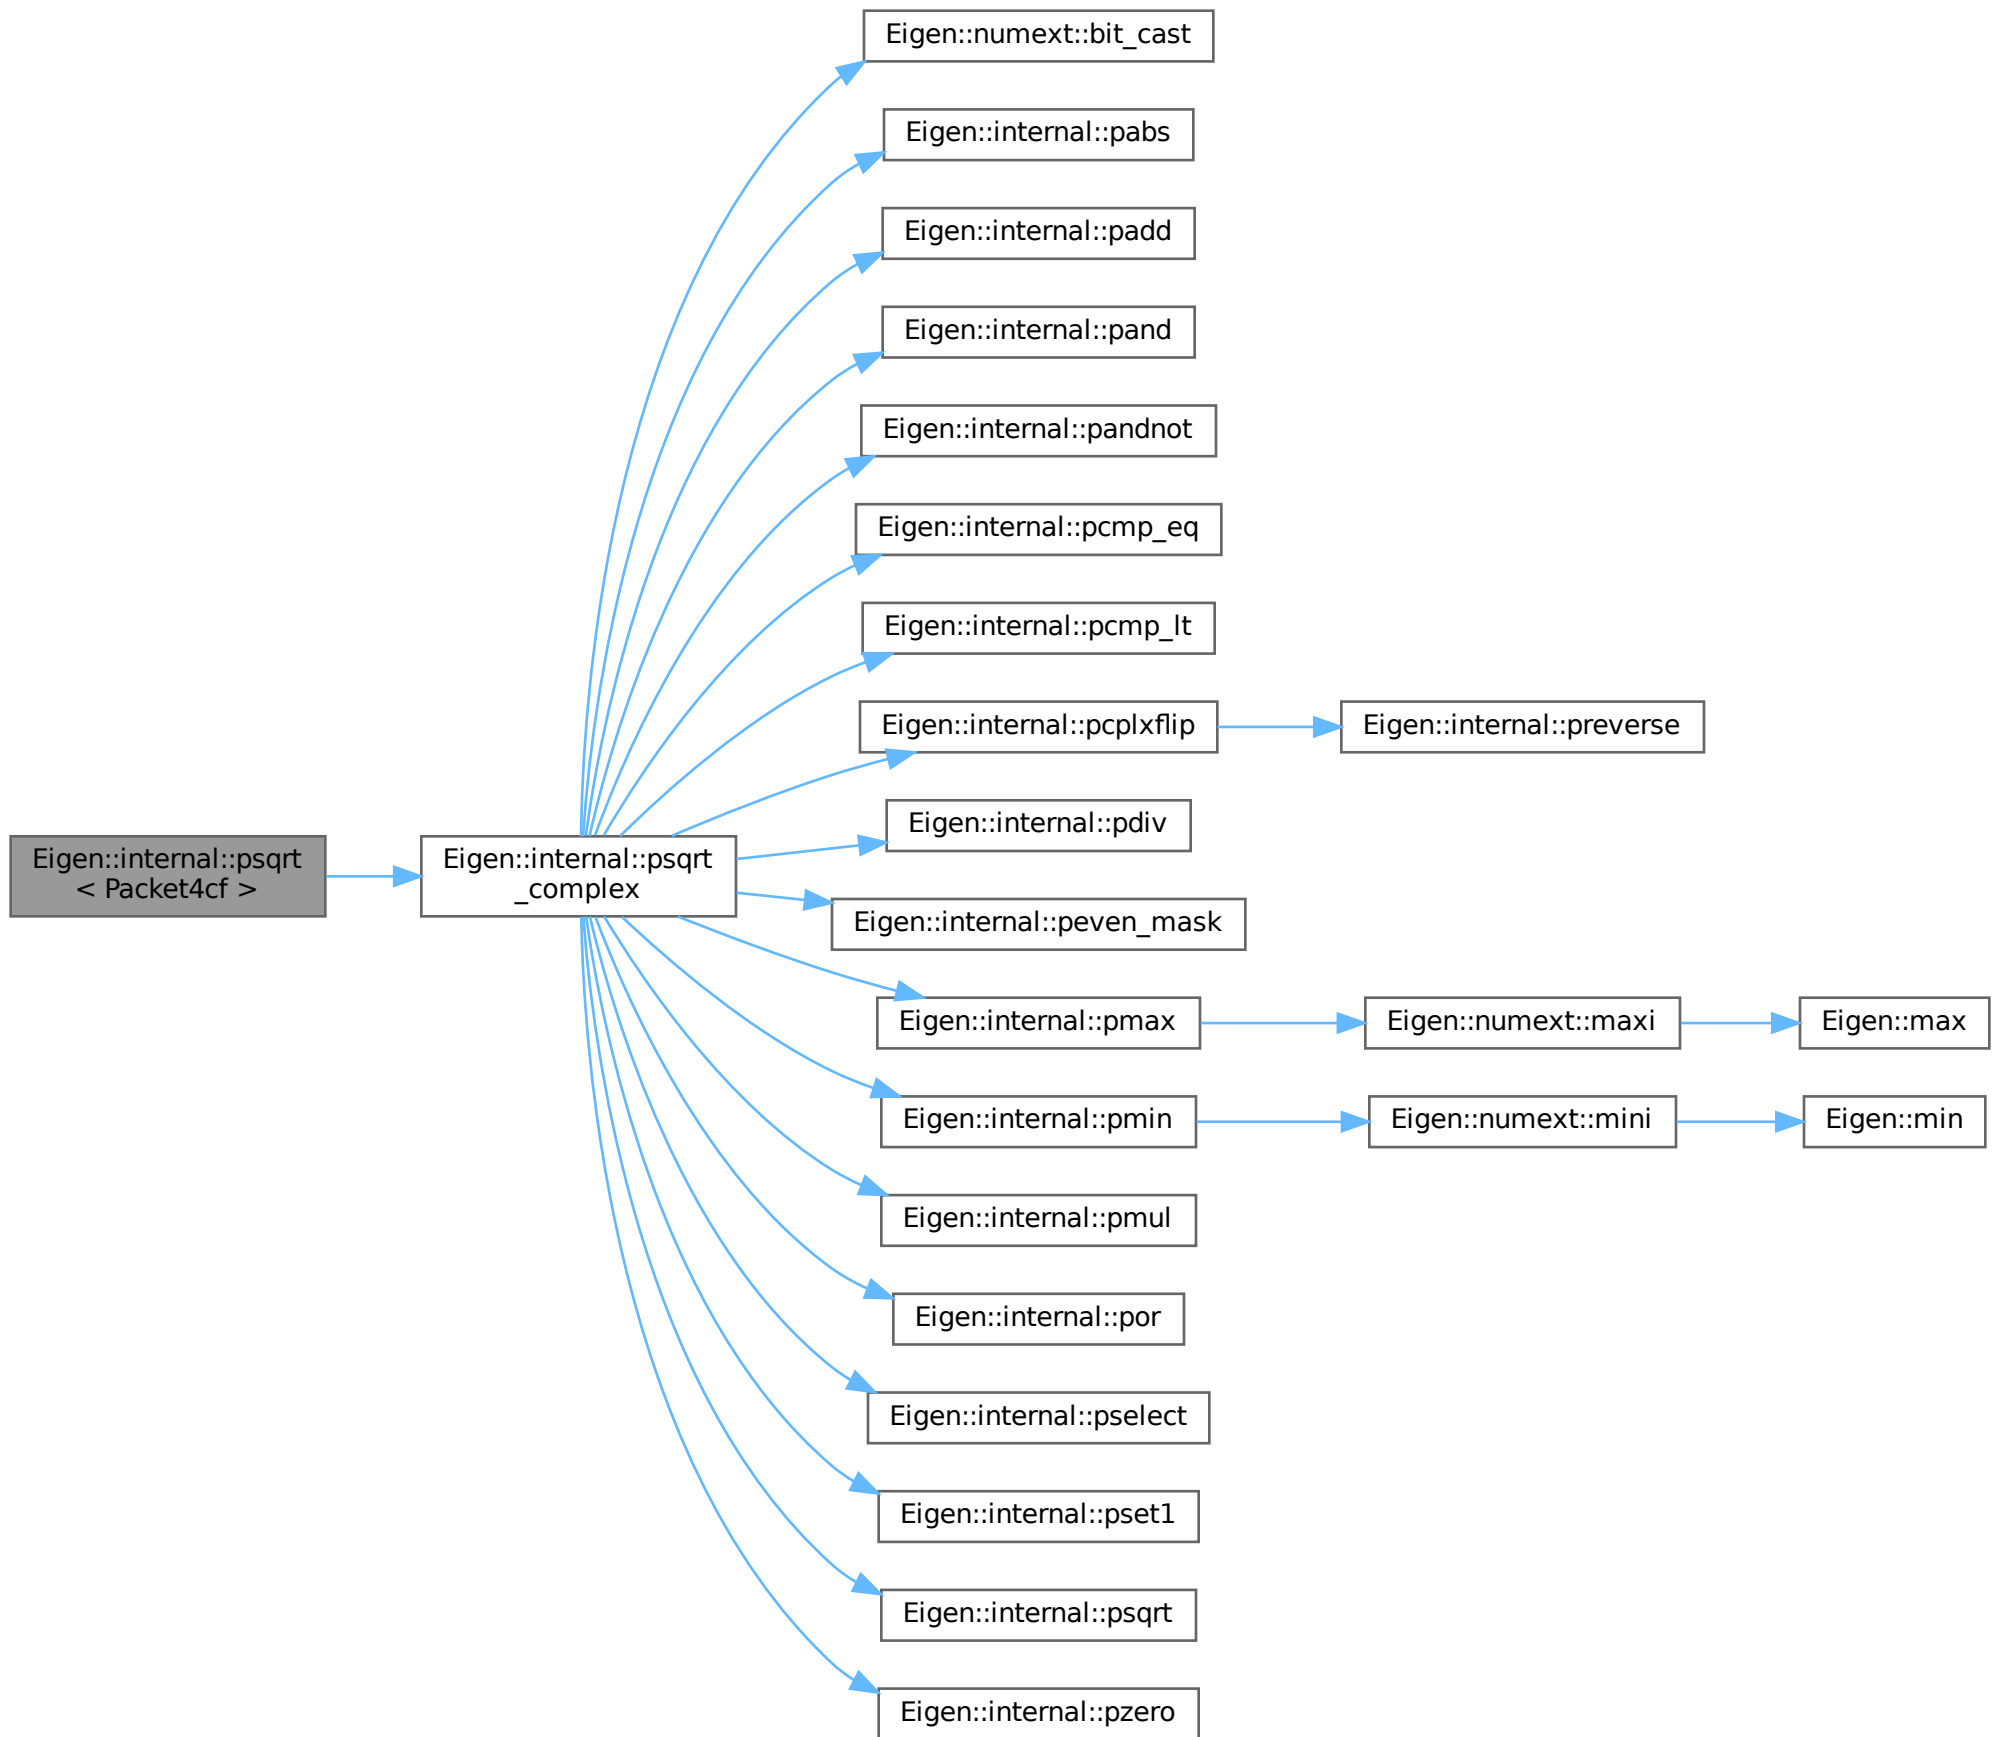 Eigen::numext::bit_cast
Eigen::internal::pabs
Eigen::internal::padd
Eigen::internal::pand
Eigen::internal::pandnot
Eigen::internal::pcmp_eq
Eigen::internal::pcmp_lt
Eigen::internal::pcplxflip
Eigen::internal::preverse
Eigen::internal::pdiv
Eigen::internal::psqrt
< Packet4cf >
Eigen::internal::psqrt
_complex
Eigen::internal::peven_mask
Eigen::internal::pmax
Eigen::numext::maxi
Eigen::max
Eigen::internal::pmin
Eigen::numext::mini
Eigen::min
Eigen::internal::pmul
Eigen::internal::por
Eigen::internal::pselect
Eigen::internal::pset1
Eigen::internal::psqrt
Eigen::internal::pzero